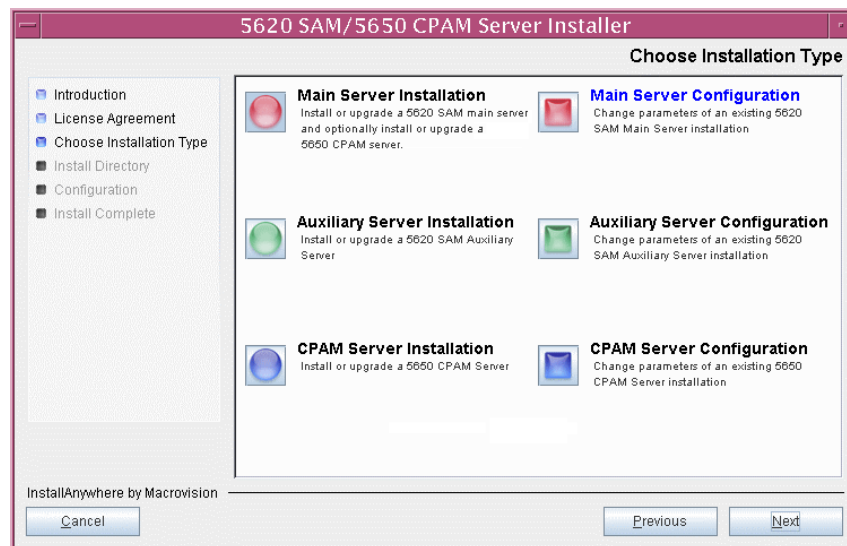 5620 SAM/5650 CPAM Server Installer
Choose Installation Type
Introduction
License Agreement
Choose Installation Type
Install Directory
Configuration
Install Complete
Main Server Installation
Install or upgrade a 5620 SAM main server
and optionally install or upgrade a
5650 CPAM server.
Main Server Configuration
Change parameters of an existing 5620
SAM Main Server installation
Auxiliary Server Installation
Install or upgrade a 5620 SAM Auxiliary
Server
Auxiliary Server Configuration
Change parameters of an existing 5620
SAM Auxiliary Server installation
CPAM Server Installation
Install or upgrade a 5650 CPAM Server
CPAM Server Configuration
Change parameters of an existing 5650
CPAM Server installation
InstallAnywhere by Macrovision
Cancel
Previous
Next